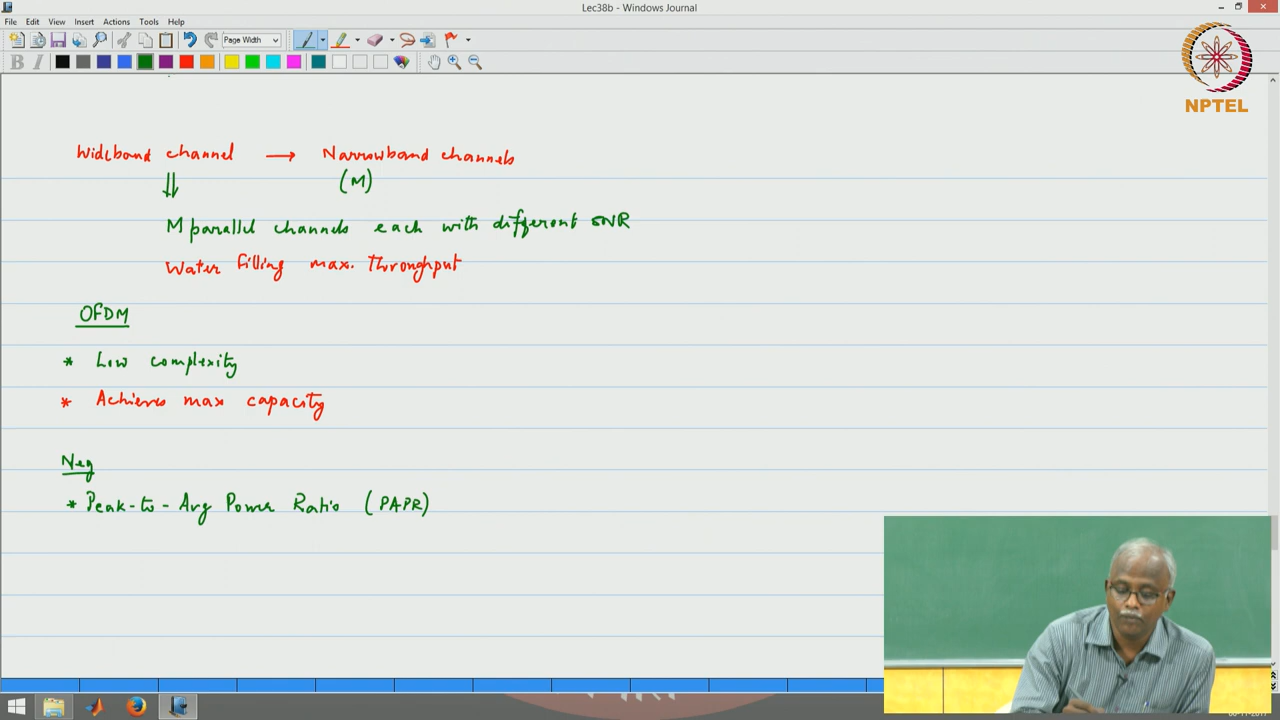 Lec38b - Windows Journal
File Edit View Insert Actions Tools Help
Page Width
B I
NPTEL
Wideband channel → Narrowband channels
⇓ (M)
M parallel channels each with different SNR
Water filling max. throughput
OFDM
* Low complexity
* Achieves max capacity
Neg
* Peak-to-Avg Power Ratio (PAPR)